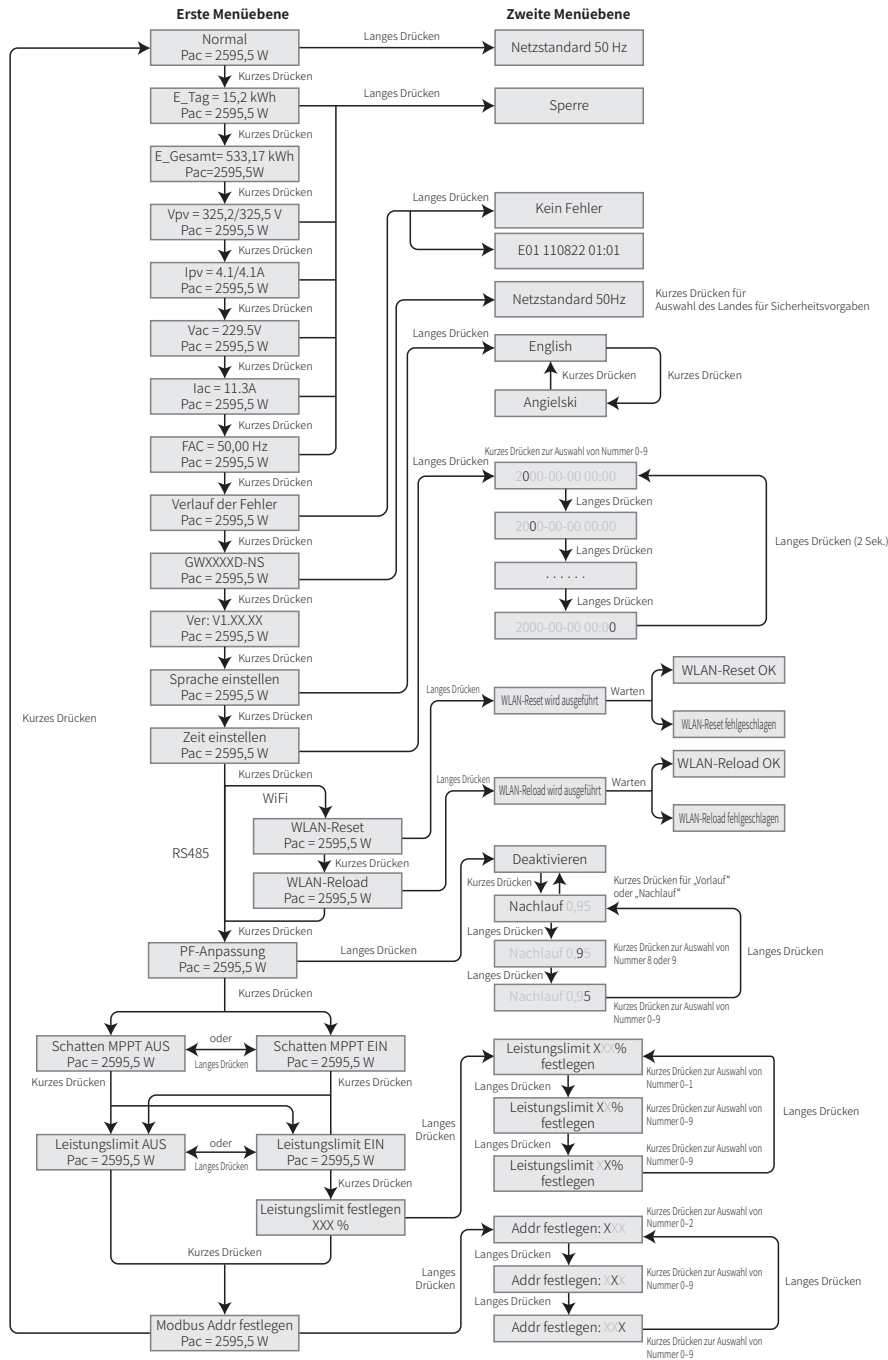 Erste Menüebene
Zweite Menüebene
Normal
Pac = 2595,5 W
Langes Drücken
Netzstandard 50 Hz
Kurzes Drücken
E_Tag = 15,2 kWh
Pac = 2595,5 W
Langes Drücken
Sperre
Kurzes Drücken
E_Gesamt= 533,17 kWh
Pac=2595,5W
Kurzes Drücken
Vpv = 325,2/325,5 V
Pac = 2595,5 W
Langes Drücken
Kein Fehler
E01 110822 01:01
Kurzes Drücken
Ipv = 4.1/4.1A
Pac = 2595,5 W
Netzstandard 50Hz
Kurzes Drücken für
Auswahl des Landes für Sicherheitsvorgaben
Kurzes Drücken
Vac = 229.5V
Pac = 2595,5 W
Langes Drücken
English
Kurzes Drücken
Kurzes Drücken
Angielski
Kurzes Drücken
Iac = 11.3A
Pac = 2595,5 W
Kurzes Drücken
FAC = 50,00 Hz
Pac = 2595,5 W
Kurzes Drücken zur Auswahl von Nummer 0–9
Langes Drücken
2000-00-00 00:00
Langes Drücken
2000-00-00 00:00
Langes Drücken
. . . . . .
Langes Drücken
2000-00-00 00:00
Langes Drücken (2 Sek.)
Kurzes Drücken
Verlauf der Fehler
Pac = 2595,5 W
Kurzes Drücken
GWXXXXD-NS
Pac = 2595,5 W
Kurzes Drücken
Ver: V1.XX.XX
Pac = 2595,5 W
Kurzes Drücken
Sprache einstellen
Pac = 2595,5 W
Kurzes Drücken
Kurzes Drücken
Zeit einstellen
Pac = 2595,5 W
Langes Drücken
WLAN-Reset wird ausgeführt
Warten
WLAN-Reset OK
WLAN-Reset fehlgeschlagen
Kurzes Drücken
WiFi
RS485
Langes Drücken
WLAN-Reload wird ausgeführt
Warten
WLAN-Reload OK
WLAN-Reload fehlgeschlagen
WLAN-Reset
Pac = 2595,5 W
Kurzes Drücken
WLAN-Reload
Pac = 2595,5 W
Kurzes Drücken
PF-Anpassung
Pac = 2595,5 W
Langes Drücken
Deaktivieren
Kurzes Drücken
Kurzes Drücken für „Vorlauf“
oder „Nachlauf“
Nachlauf 0,95
Langes Drücken
Nachlauf 0,95
Kurzes Drücken zur Auswahl von
Nummer 8 oder 9
Langes Drücken
Langes Drücken
Nachlauf 0,95
Kurzes Drücken zur Auswahl von
Nummer 0–9
Kurzes Drücken
Schatten MPPT AUS
Pac = 2595,5 W
oder
Langes Drücken
Schatten MPPT EIN
Pac = 2595,5 W
Kurzes Drücken
Kurzes Drücken
Leistungslimit AUS
Pac = 2595,5 W
oder
Langes Drücken
Leistungslimit EIN
Pac = 2595,5 W
Kurzes Drücken
Leistungslimit festlegen
XXX %
Langes
Drücken
Leistungslimit XXX%
festlegen
Kurzes Drücken zur Auswahl von
Nummer 0–1
Langes Drücken
Leistungslimit XX%
festlegen
Kurzes Drücken zur Auswahl von
Nummer 0–9
Langes Drücken
Langes Drücken
Leistungslimit XX%
festlegen
Kurzes Drücken zur Auswahl von
Nummer 0–9
Kurzes Drücken
Modbus Addr festlegen
Pac = 2595,5 W
Langes
Drücken
Addr festlegen: XXX
Kurzes Drücken zur Auswahl von
Nummer 0–2
Langes Drücken
Addr festlegen: XXX
Kurzes Drücken zur Auswahl von
Nummer 0–9
Langes Drücken
Langes Drücken
Addr festlegen: XXX
Kurzes Drücken zur Auswahl von
Nummer 0–9